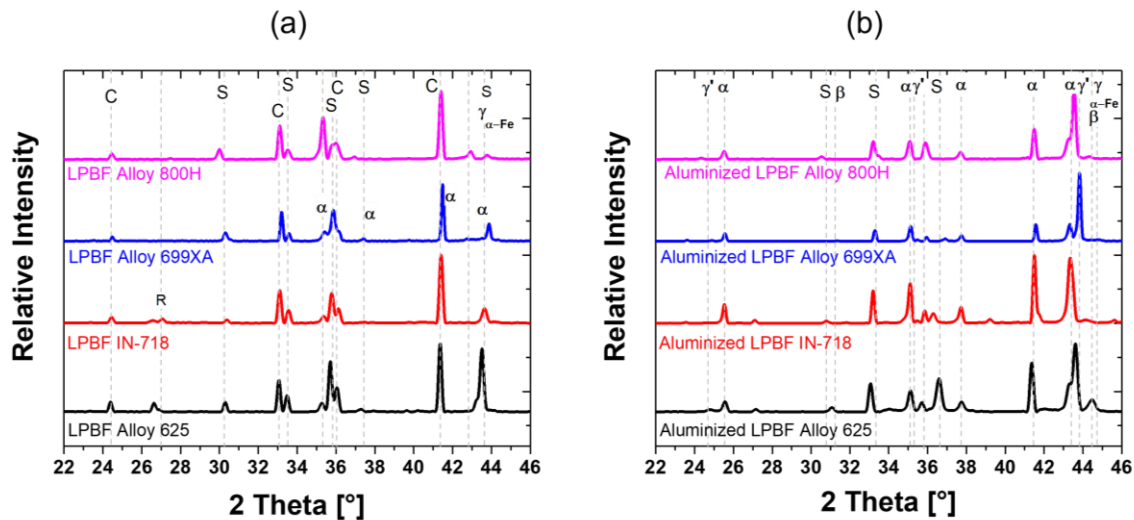 (a)
(b)
C S C S S C S C S
γ
α-Fe
LPBF Alloy 800H
α α α α
LPBF Alloy 699XA
R
LPBF IN-718
LPBF Alloy 625
22 24 26 28 30 32 34 36 38 40 42 44 46
2 Theta [°]
Relative Intensity
γ' α S β S α γ' S α α α γ' γ
α-Fe
β
Aluminized LPBF Alloy 800H
Aluminized LPBF Alloy 699XA
Aluminized LPBF IN-718
Aluminized LPBF Alloy 625
22 24 26 28 30 32 34 36 38 40 42 44 46
2 Theta [°]
Relative Intensity